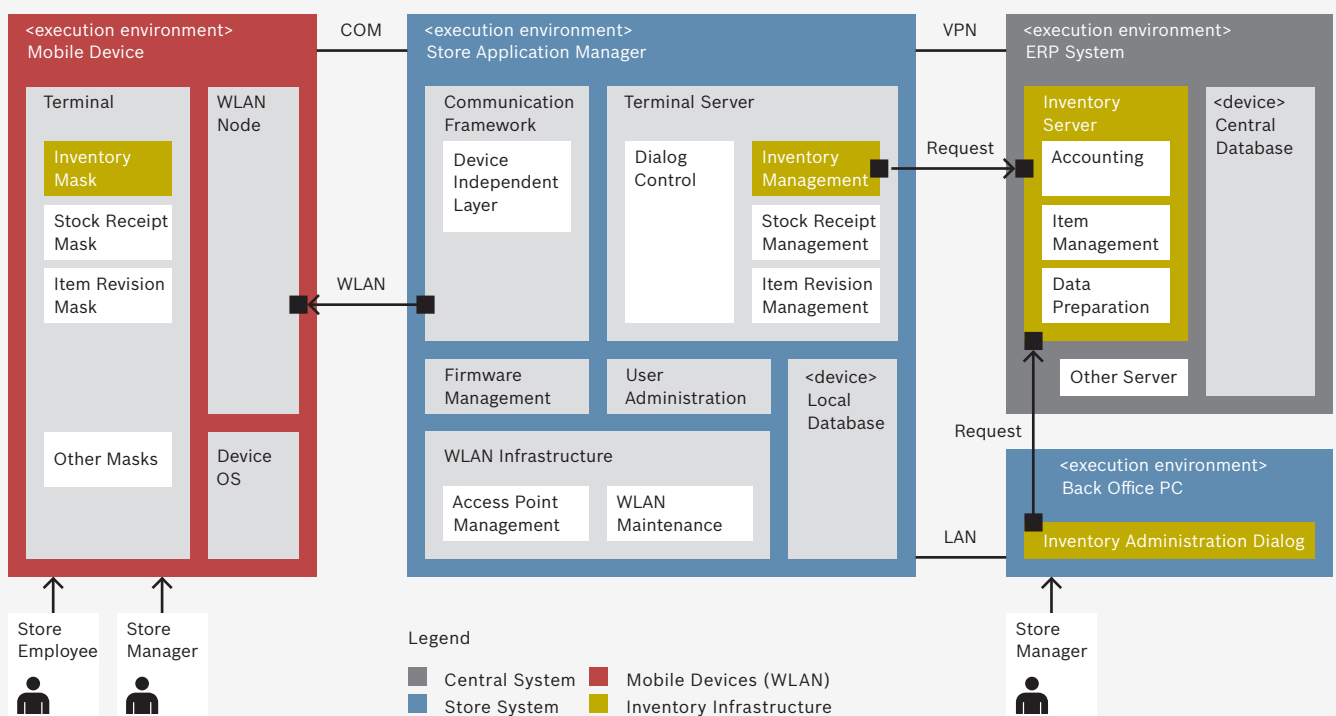 <execution environment>
Mobile Device
Terminal
Inventory
Mask
Stock Receipt
Mask
Item Revision
Mask
Other Masks
WLAN
Node
Device
OS
COM
WLAN
<execution environment>
Store Application Manager
Communication
Framework
Device
Independent
Layer
Terminal Server
Dialog
Control
Inventory
Management
Stock Receipt
Management
Item Revision
Management
Firmware
Management
User
Administration
<device>
Local
Database
WLAN Infrastructure
Access Point
Management
WLAN
Maintenance
VPN
Request
<execution environment>
ERP System
Inventory
Server
Accounting
Item
Management
Data
Preparation
<device>
Central
Database
Other Server
Request
LAN
<execution environment>
Back Office PC
Inventory Administration Dialog
Store
Employee
Store
Manager
Legend
Central System
Mobile Devices (WLAN)
Store System
Inventory Infrastructure
Store
Manager